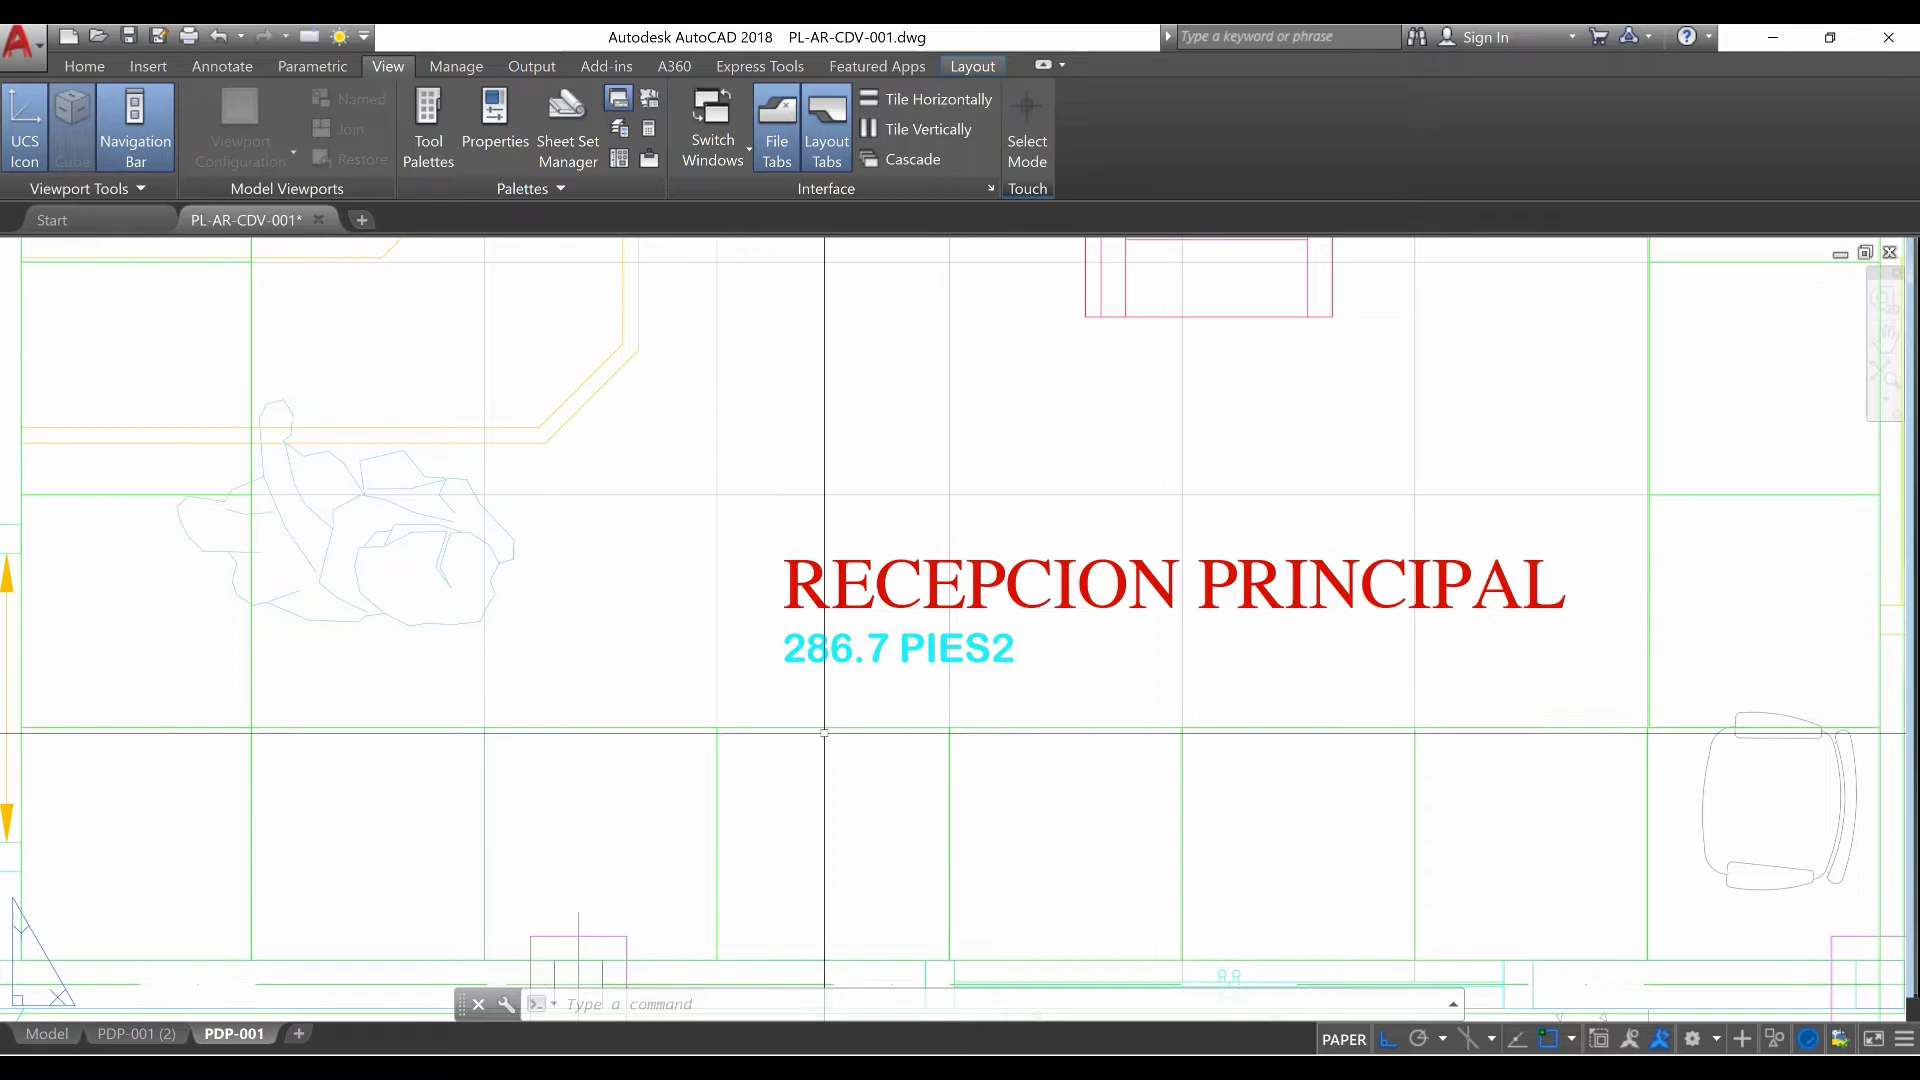 Autodesk AutoCAD 2018 PL-AR-CDV-001.dwg
Type a keyword or phrase
Sign In
Home Insert Annotate Parametric View Manage Output Add-ins A360 Express Tools Featured Apps Layout
UCS Icon
Cube
Navigation Bar
Viewport Configuration
Named
Join
Restore
Tool Palettes
Properties
Sheet Set Manager
Switch Windows
File Tabs
Layout Tabs
Tile Horizontally
Tile Vertically
Cascade
Select Mode
Viewport Tools Model Viewports Palettes Interface Touch
Start PL-AR-CDV-001*
RECEPCION PRINCIPAL
286.7 PIES2
Type a command
Model PDP-001 (2) PDP-001
PAPER